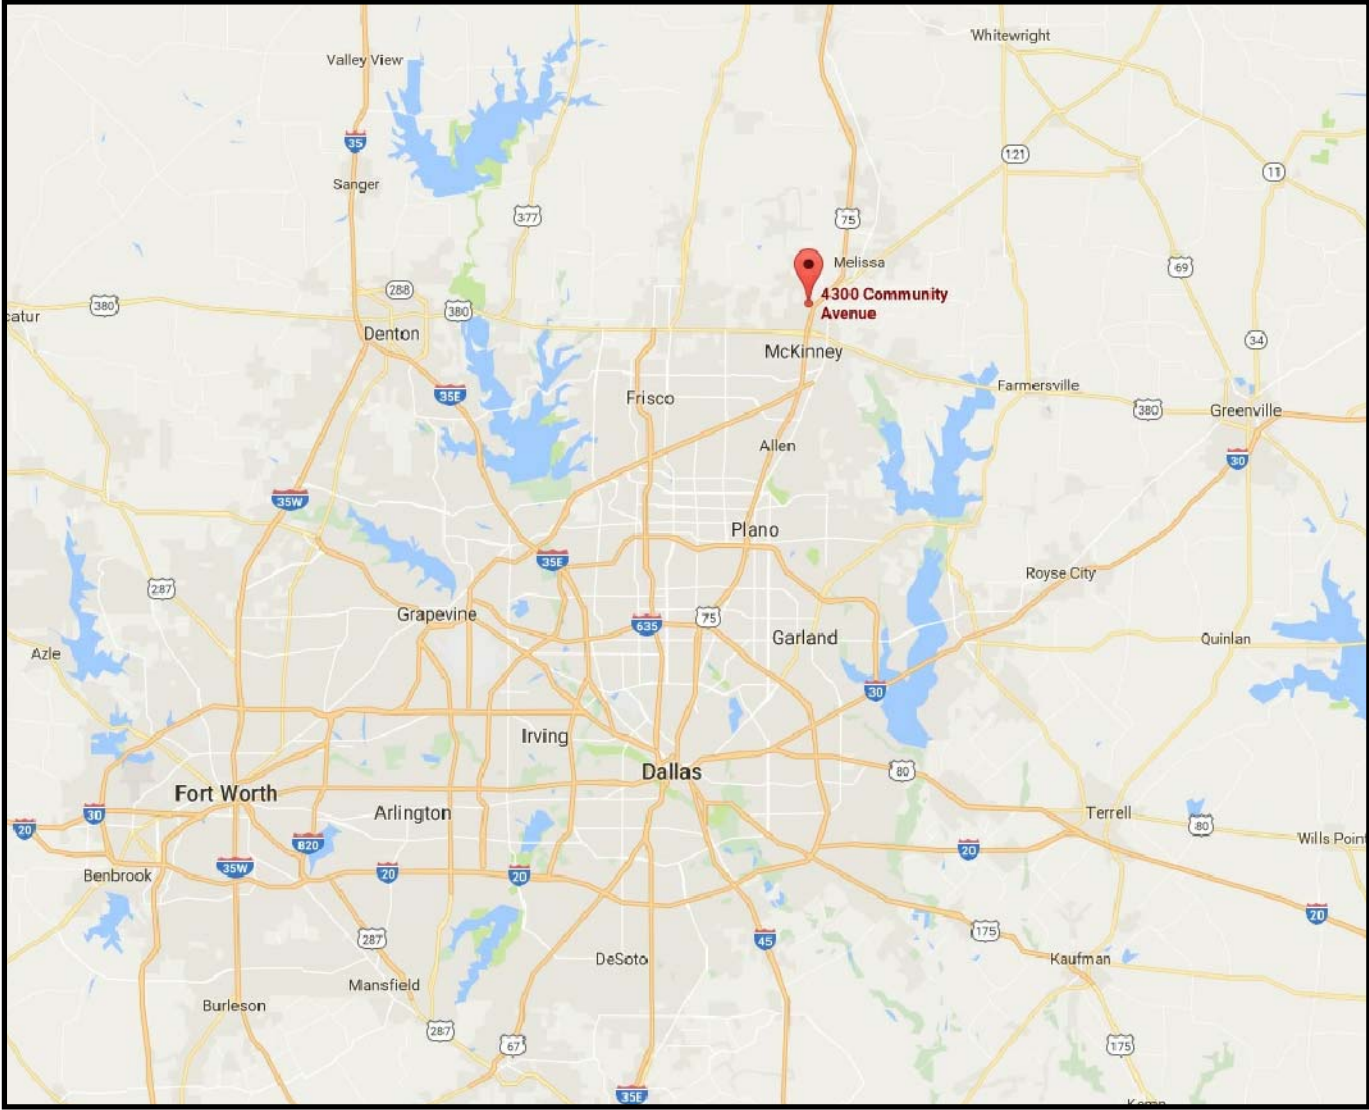 Whitewright
Valley View
35
121
11
Sanger
377
75
Melissa
69
4300 Community
Avenue
288
380
380
catur
Denton
34
McKinney
35E
Frisco
Farmersville
380
Greenville
Allen
30
35W
Plano
35E
Royse City
287
Grapevine
635
75
Garland
Quinlan
Azle
30
Irving
Dallas
80
Fort Worth
30
Arlington
Terrell
20
80
820
Wills Poin
35W
20
20
20
Benbrook
20
287
45
175
DeSoto
Kaufman
Mansfield
Burleson
287
67
175
35E